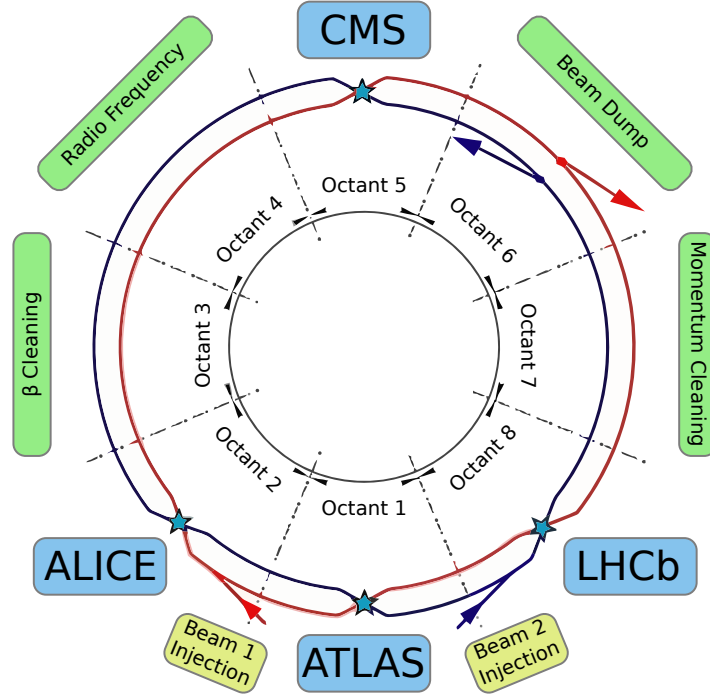 CMS
Radio Frequency
Beam Dump
Octant 5
Octant 4
Octant 6
β Cleaning
Octant 3
Octant 7
Momentum Cleaning
Octant 2
Octant 8
Octant 1
ALICE
LHCb
Beam 1
Injection
ATLAS
Beam 2
Injection